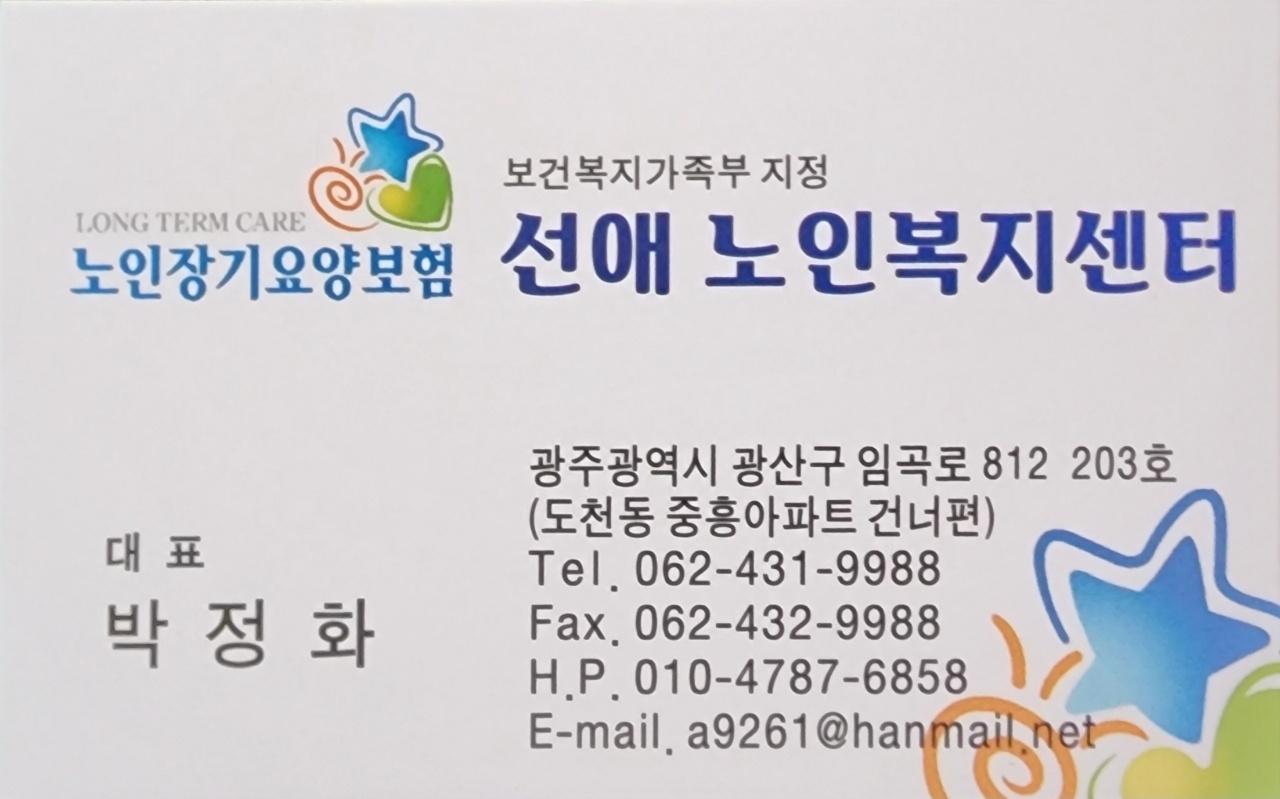 LONG TERM CARE
노인장기요양보험
보건복지가족부 지정
선애 노인복지센터
대 표
박 정 화
광주광역시 광산구 임곡로 812 203호
(도천동 중흥아파트 건너편)
Tel. 062-431-9988
Fax. 062-432-9988
H.P. 010-4787-6858
E-mail. a9261@hanmail.net